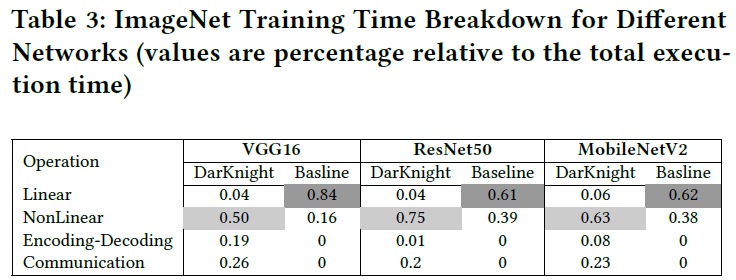 Table 3: ImageNet Training Time Breakdown for Different
Networks (values are percentage relative to the total execu-
tion time)
Operation VGG16 ResNet50 MobileNetV2
DarKnight Basline DarKnight Baseline DarKnight Basline
Linear 0.04 0.84 0.04 0.61 0.06 0.62
NonLinear 0.50 0.16 0.75 0.39 0.63 0.38
Encoding-Decoding 0.19 0 0.01 0 0.08 0
Communication 0.26 0 0.2 0 0.23 0